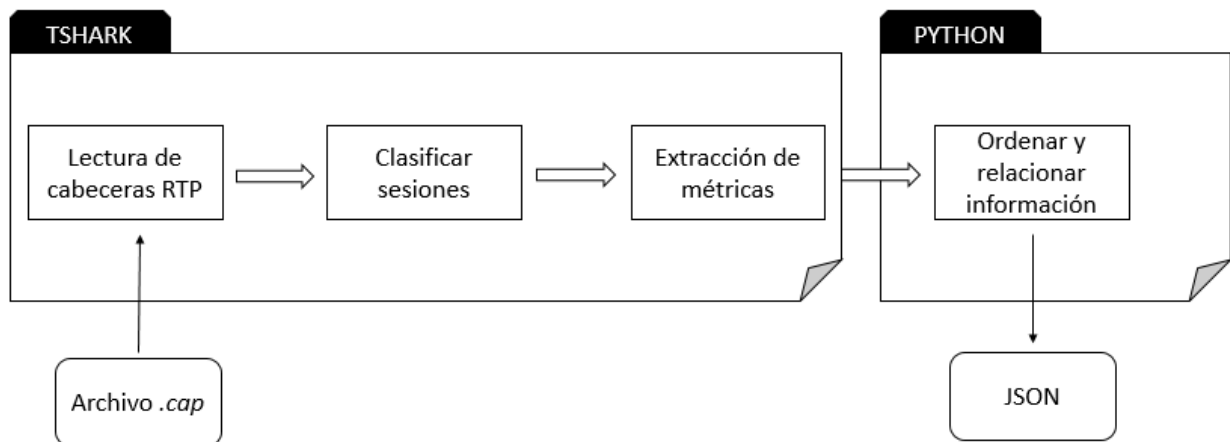 TSHARK
PYTHON
Lectura de
cabeceras RTP
Clasificar
sesiones
Extracción de
métricas
Ordenar y
relacionar
información
Archivo .cap
JSON